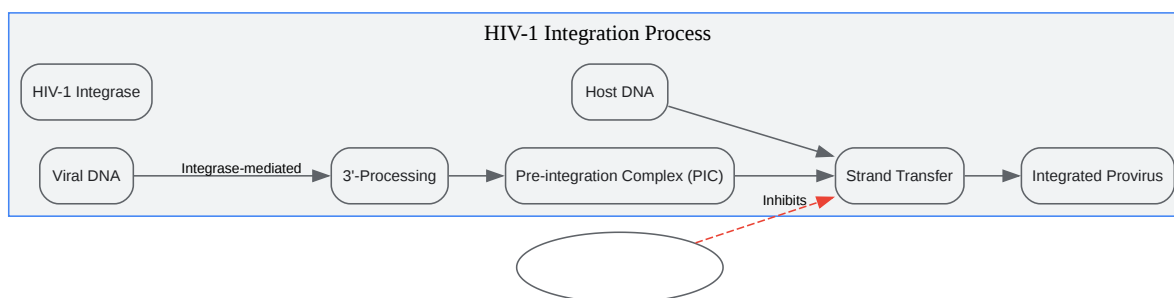 HIV-1 Integration Process
HIV-1 Integrase
Host DNA
Viral DNA
Integrase-mediated
3'-Processing
Pre-integration Complex (PIC)
Strand Transfer
Integrated Provirus
Inhibits